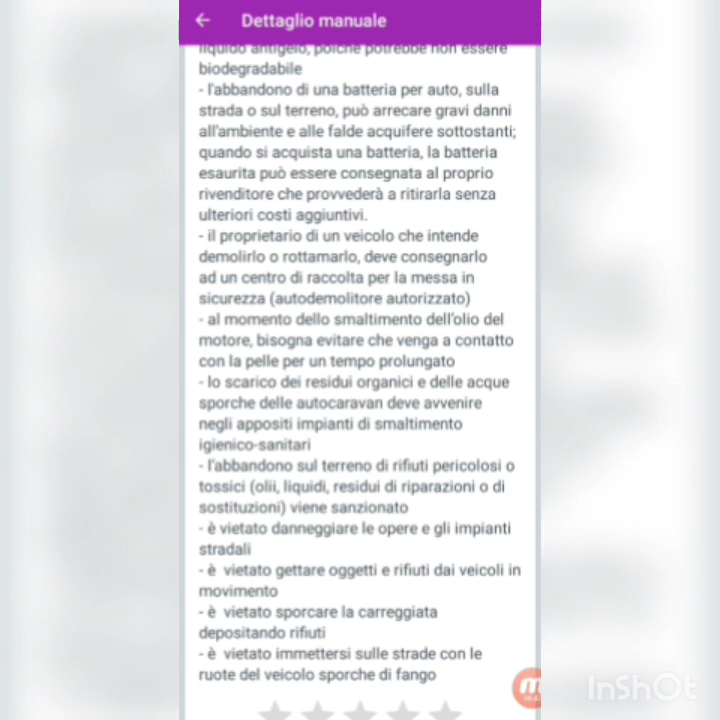 Dettaglio manuale
liquido antigelo, poichè potrebbe non essere
biodegradabile
- l'abbandono di una batteria per auto, sulla
strada o sul terreno, può arrecare gravi danni
all'ambiente e alle falde acquifere sottostanti;
quando si acquista una batteria, la batteria
esaurita può essere consegnata al proprio
rivenditore che provvederà a ritirarla senza
ulteriori costi aggiuntivi.
- il proprietario di un veicolo che intende
demolirlo o rottamarlo, deve consegnarlo
ad un centro di raccolta per la messa in
sicurezza (autodemolitore autorizzato)
- al momento dello smaltimento dell'olio del
motore, bisogna evitare che venga a contatto
con la pelle per un tempo prolungato
- lo scarico dei residui organici e delle acque
sporche delle autocaravan deve avvenire
negli appositi impianti di smaltimento
igienico-sanitari
- l'abbandono sul terreno di rifiuti pericolosi o
tossici (olii, liquidi, residui di riparazioni o di
sostituzioni) viene sanzionato
- è vietato danneggiare le opere e gli impianti
stradali
- è vietato gettare oggetti e rifiuti dai veicoli in
movimento
- è vietato sporcare la carreggiata
depositando rifiuti
- è vietato immettersi sulle strade con le
ruote del veicolo sporche di fango
InShOt